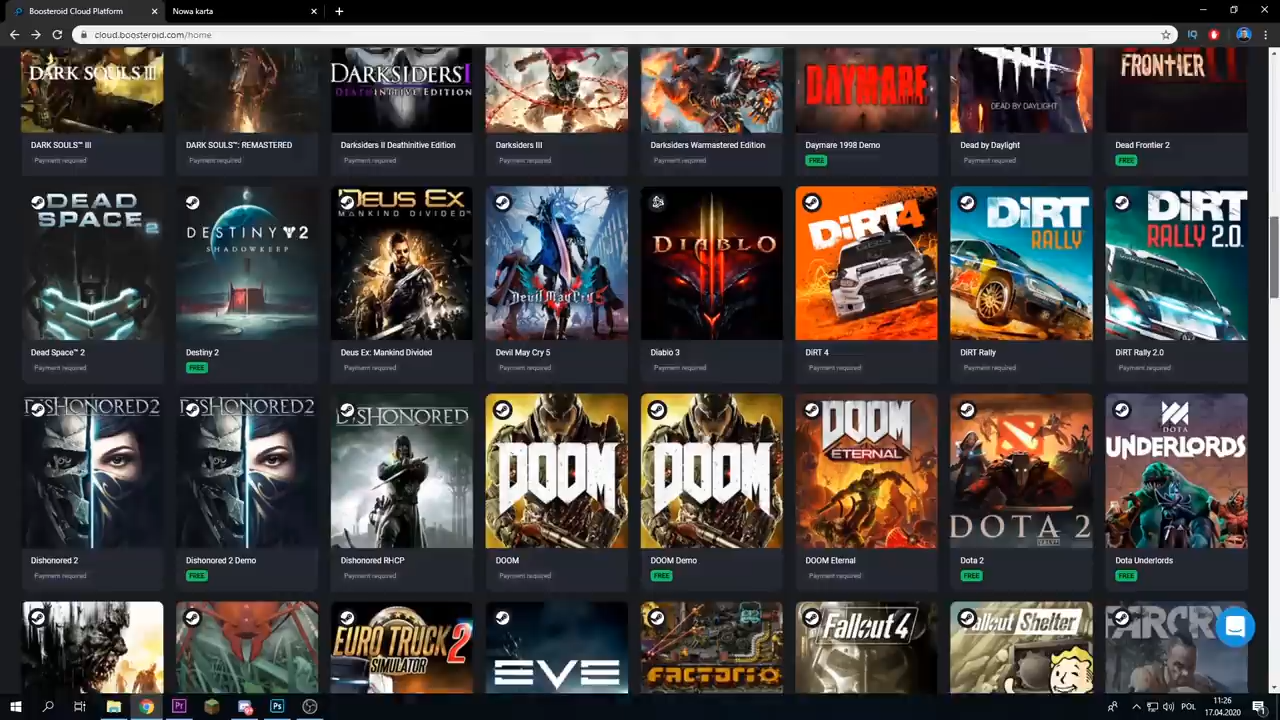 Boosteroid Cloud Platform
Nowa karta
cloud.boosteroid.com/home
DARK SOULS III
DARKSIDERS II
DEATHINITIVE EDITION
DAYMARE
DEAD BY DAYLIGHT
FRONTIER
DARK SOULS™ III
DARK SOULS™: REMASTERED
Darksiders II Deathinitive Edition
Darksiders III
Darksiders Warmastered Edition
Daymare 1998 Demo
Dead by Daylight
Dead Frontier 2
Payment required
Payment required
Payment required
Payment required
Payment required
FREE
Payment required
FREE
DEAD SPACE 2
DESTINY 2
SHADOWKEEP
DEUS EX
MANKIND DIVIDED™
Devil May Cry 5
DIABLO
DiRT 4
DiRT RALLY
DiRT RALLY 2.0
Dead Space™ 2
Destiny 2
Deus Ex: Mankind Divided
Devil May Cry 5
Diablo 3
DiRT 4
DiRT Rally
DiRT Rally 2.0
Payment required
FREE
Payment required
Payment required
Payment required
Payment required
Payment required
Payment required
DISHONORED 2
DISHONORED 2
DISHONORED
DOOM
DOOM
DOOM ETERNAL
DOTA 2
VALVE
DOTA UNDERLORDS
Dishonored 2
Dishonored 2 Demo
Dishonored RHCP
DOOM
DOOM Demo
DOOM Eternal
Dota 2
Dota Underlords
Payment required
FREE
Payment required
Payment required
FREE
Payment required
FREE
FREE
EURO TRUCK 2
SIMULATOR
EVE
FACTORIO
Fallout 4
Fallout Shelter
FARCRY
POL
11:26
17.04.2020